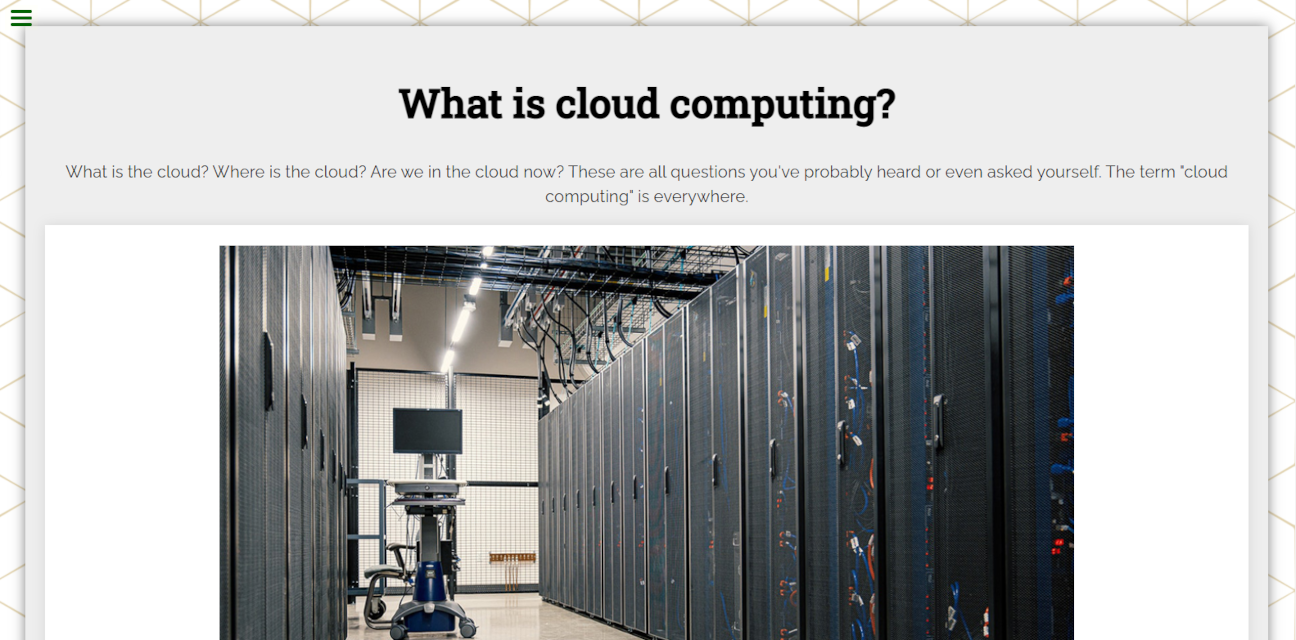 What is cloud computing?
What is the cloud? Where is the cloud? Are we in the cloud now? These are all questions you've probably heard or even asked yourself. The term "cloud
computing" is everywhere.